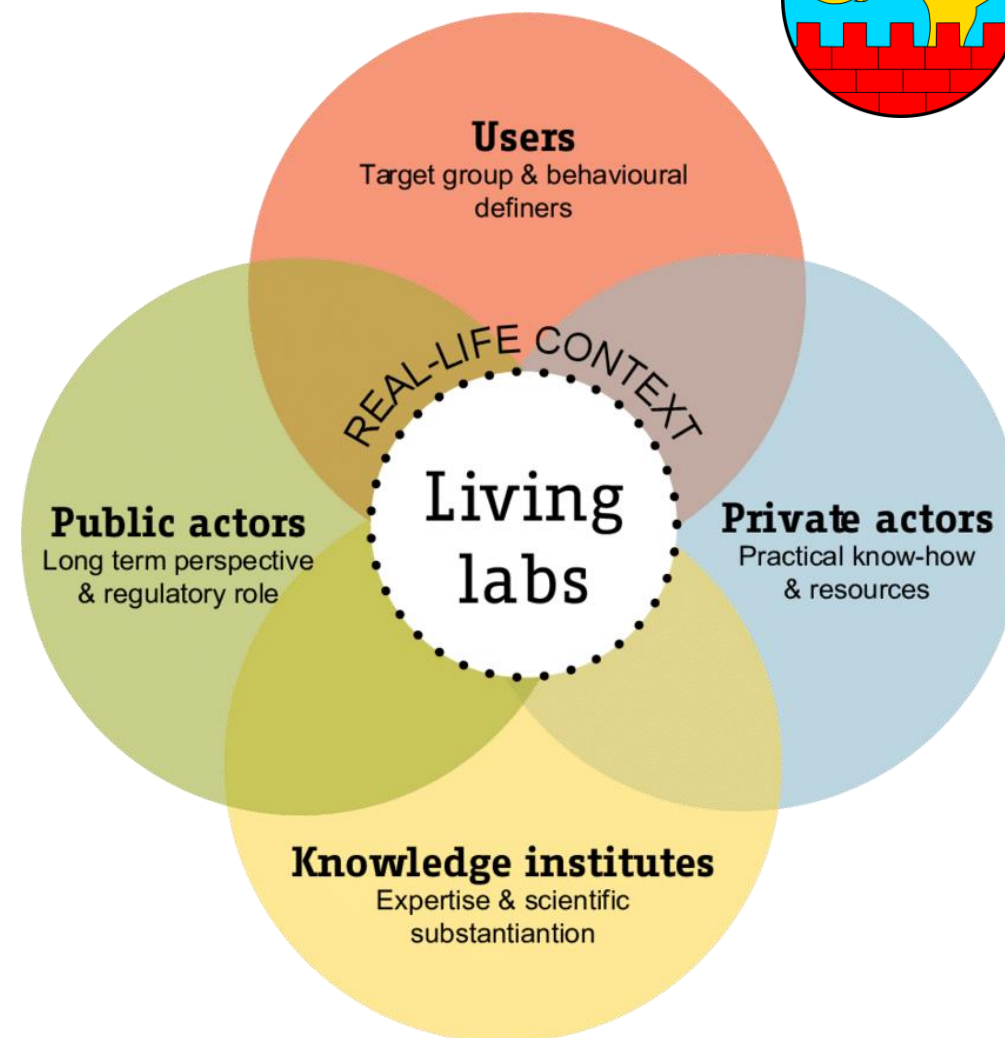 Users
Target group & behavioural
definers
REAL-LIFE CONTEXT
Living
labs
Public actors
Long term perspective
& regulatory role
Private actors
Practical know-how
& resources
Knowledge institutes
Expertise & scientific
substantiantion